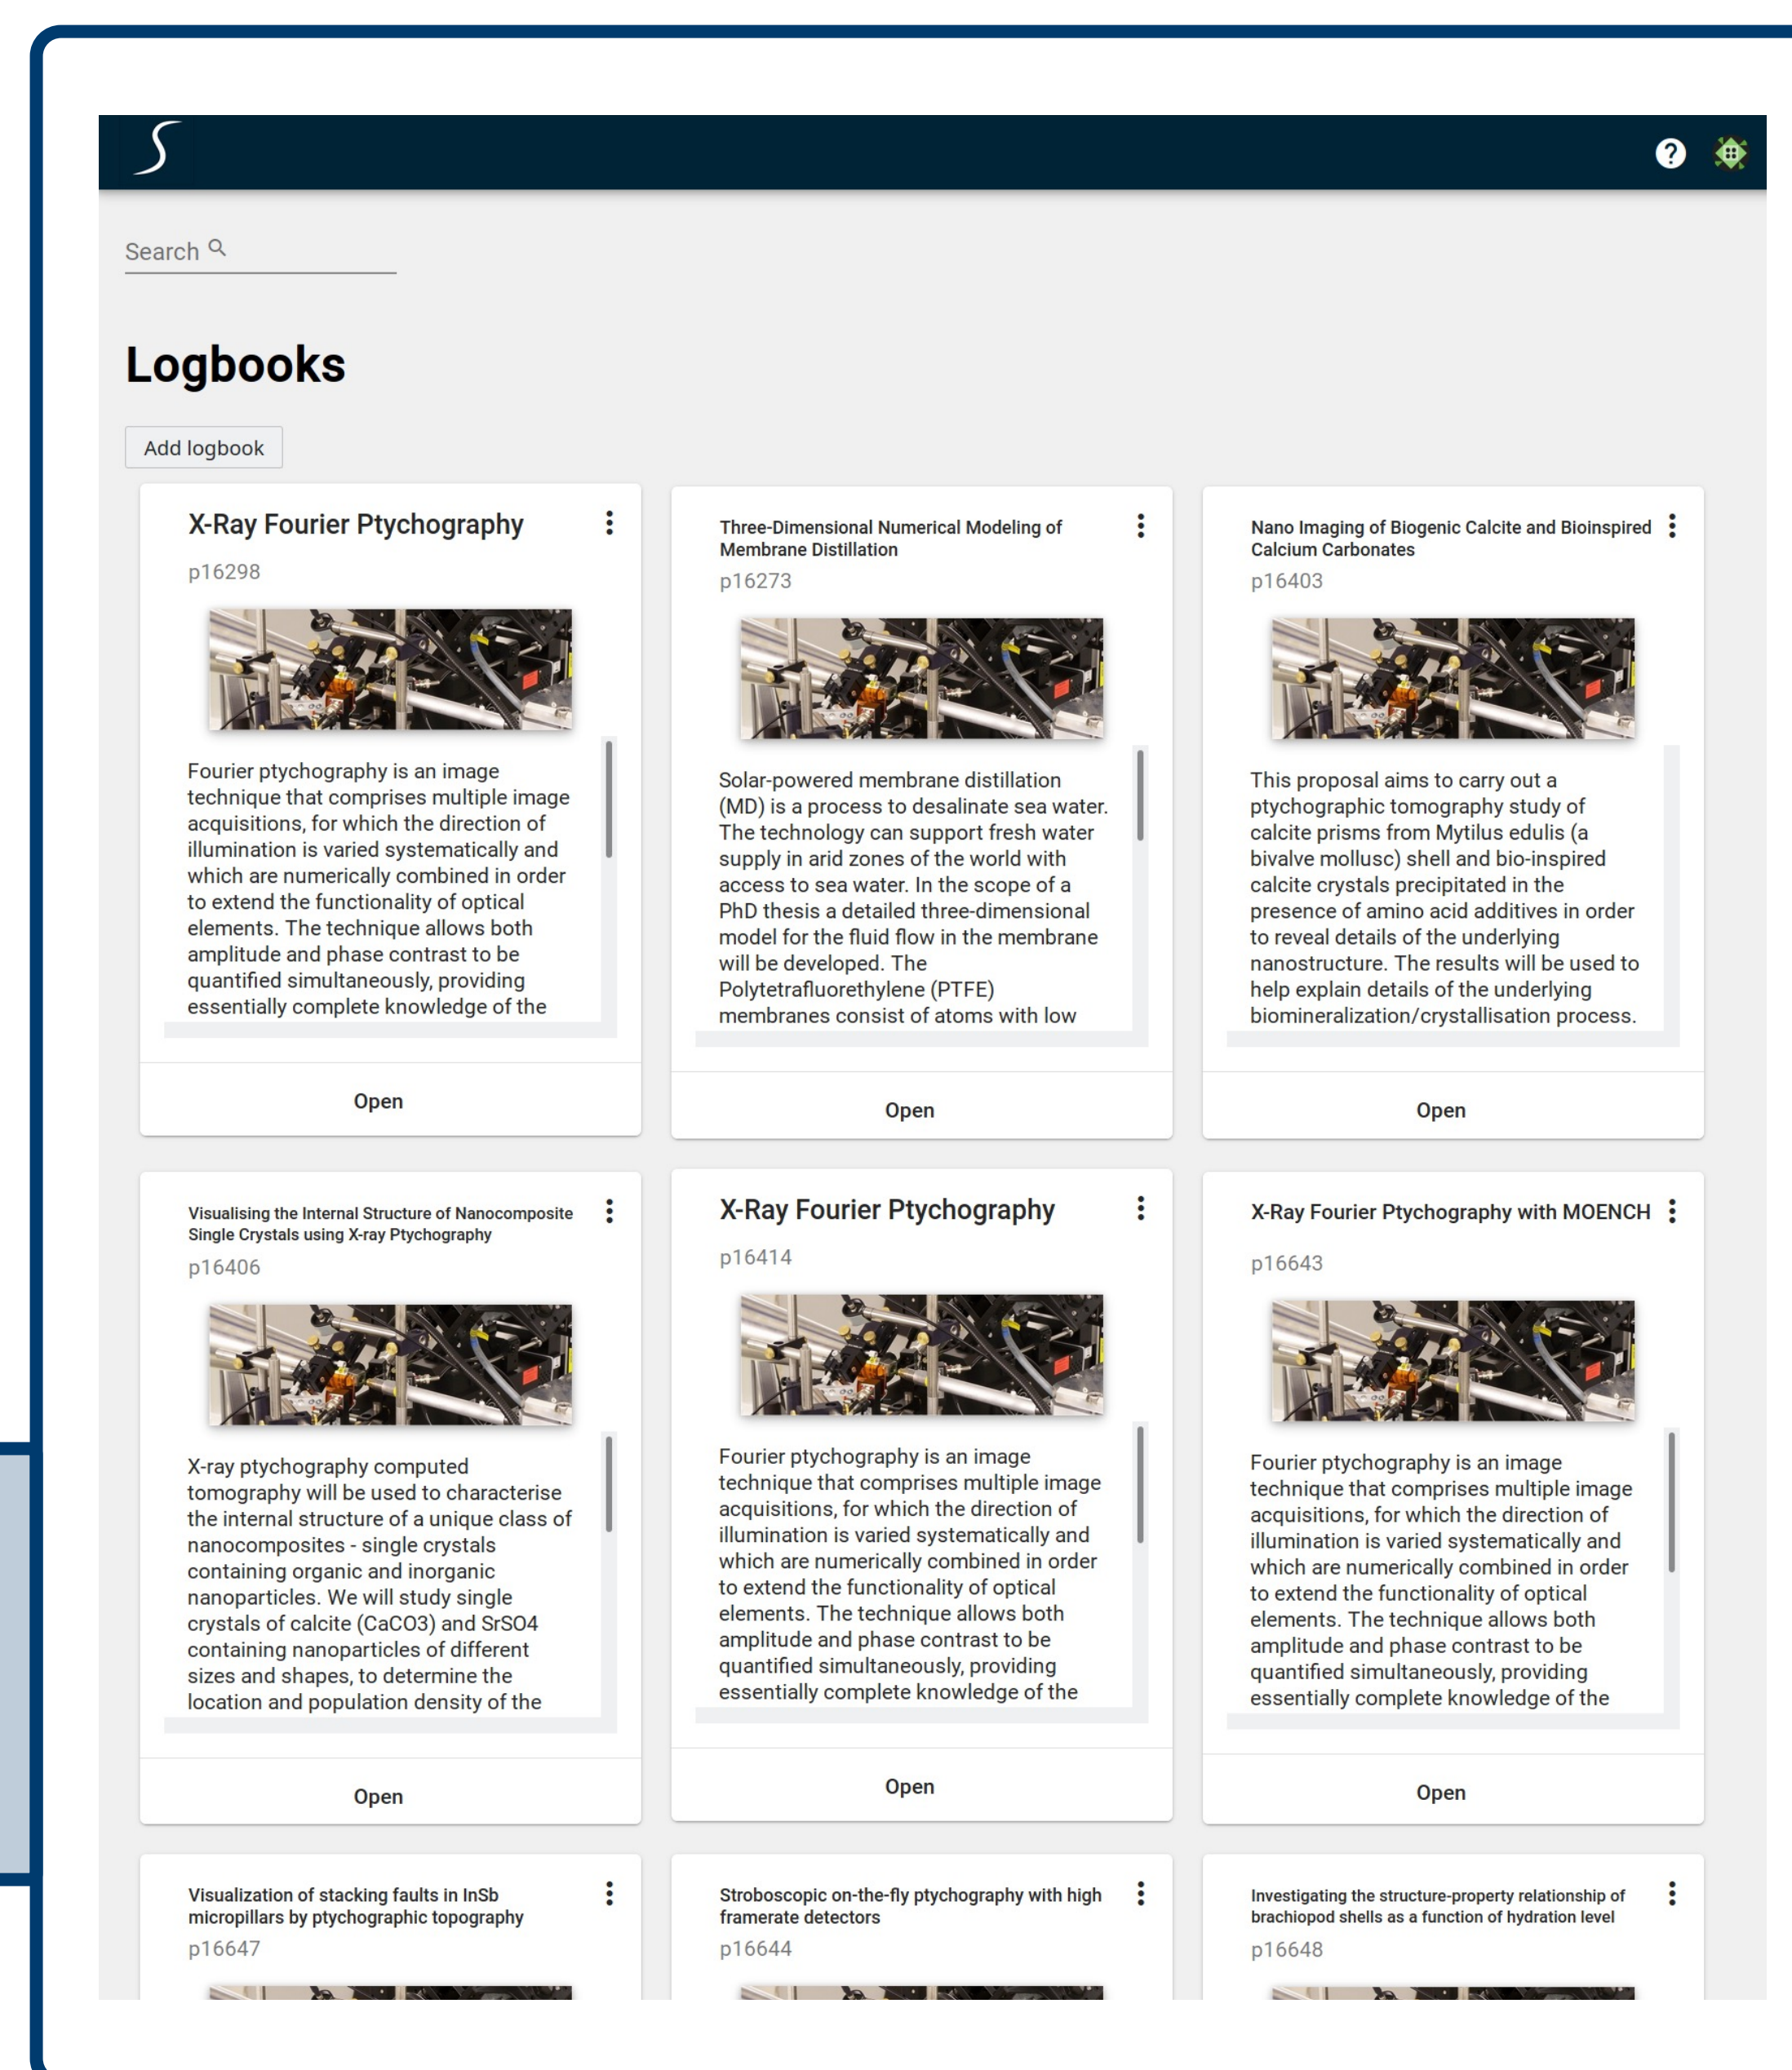 Search
Logbooks
Add logbook
X-Ray Fourier Ptychography
p16298
Fourier ptychography is an image
technique that comprises multiple image
acquisitions, for which the direction of
illumination is varied systematically and
which are numerically combined in order
to extend the functionality of optical
elements. The technique allows both
amplitude and phase contrast to be
quantified simultaneously, providing
essentially complete knowledge of the
Open
Three-Dimensional Numerical Modeling of
Membrane Distillation
p16273
Solar-powered membrane distillation
(MD) is a process to desalinate sea water.
The technology can support fresh water
supply in arid zones of the world with
access to sea water. In the scope of a
PhD thesis a detailed three-dimensional
model for the fluid flow in the membrane
will be developed. The
Polytetrafluorethylene (PTFE)
membranes consist of atoms with low
Open
Nano Imaging of Biogenic Calcite and Bioinspired
Calcium Carbonates
p16403
This proposal aims to carry out a
ptychographic tomography study of
calcite prisms from Mytilus edulis (a
bivalve mollusc) shell and bio-inspired
calcite crystals precipitated in the
presence of amino acid additives in order
to reveal details of the underlying
nanostructure. The results will be used to
help explain details of the underlying
biomineralization/crystallisation process.
Open
Visualising the Internal Structure of Nanocomposite
Single Crystals using X-ray Ptychography
p16406
X-ray ptychography computed
tomography will be used to characterise
the internal structure of a unique class of
nanocomposites - single crystals
containing organic and inorganic
nanoparticles. We will study single
crystals of calcite (CaCO3) and SrSO4
containing nanoparticles of different
sizes and shapes, to determine the
location and population density of the
Open
X-Ray Fourier Ptychography
p16414
Fourier ptychography is an image
technique that comprises multiple image
acquisitions, for which the direction of
illumination is varied systematically and
which are numerically combined in order
to extend the functionality of optical
elements. The technique allows both
amplitude and phase contrast to be
quantified simultaneously, providing
essentially complete knowledge of the
Open
X-Ray Fourier Ptychography with MOENCH
p16643
Fourier ptychography is an image
technique that comprises multiple image
acquisitions, for which the direction of
illumination is varied systematically and
which are numerically combined in order
to extend the functionality of optical
elements. The technique allows both
amplitude and phase contrast to be
quantified simultaneously, providing
essentially complete knowledge of the
Open
Visualization of stacking faults in InSb
micropillars by ptychographic topography
p16647
Stroboscopic on-the-fly ptychography with high
framerate detectors
p16644
Investigating the structure-property relationship of
brachiopod shells as a function of hydration level
p16648